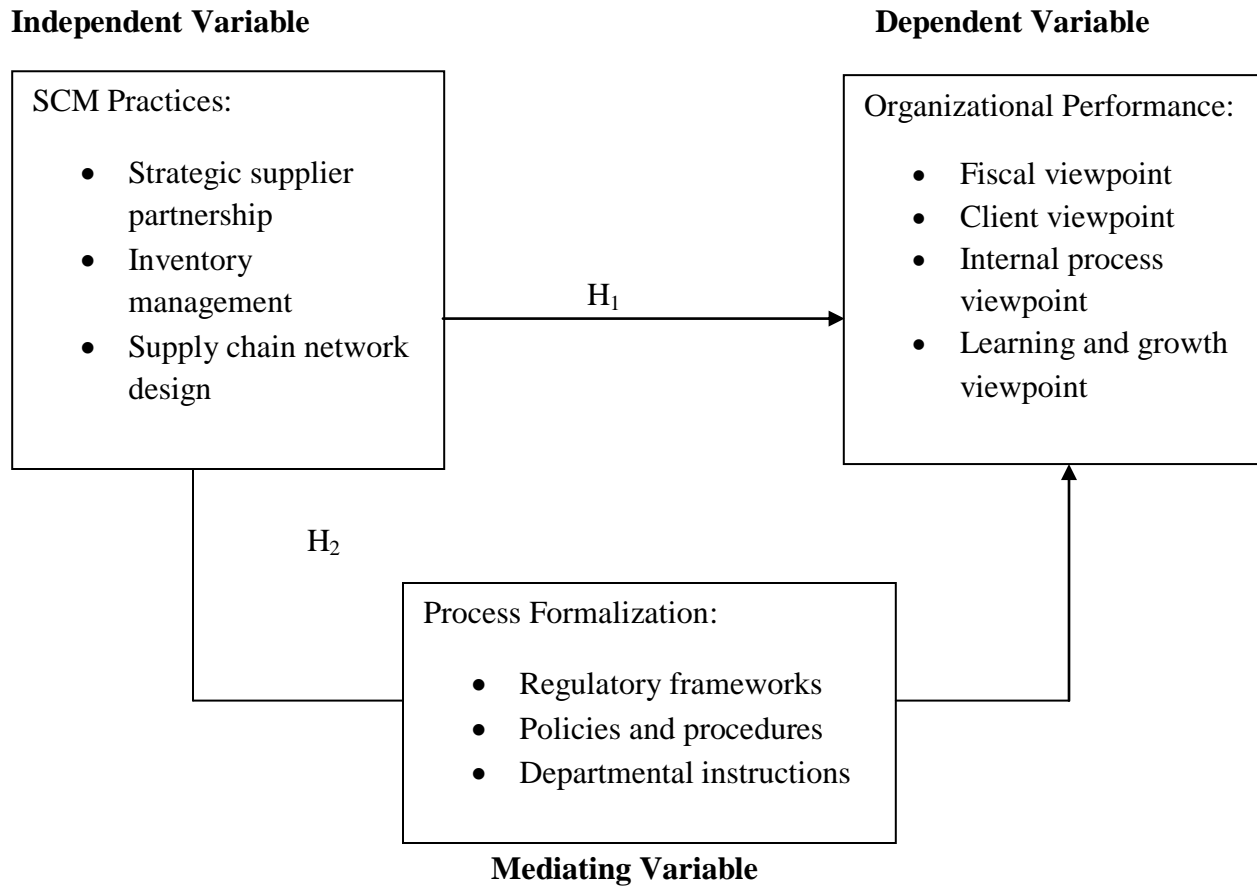 Independent Variable
Dependent Variable
SCM Practices:
• Strategic supplier
partnership
• Inventory
management
• Supply chain network
design
H₁
Organizational Performance:
• Fiscal viewpoint
• Client viewpoint
• Internal process
viewpoint
• Learning and growth
viewpoint
H₂
Process Formalization:
• Regulatory frameworks
• Policies and procedures
• Departmental instructions
Mediating Variable